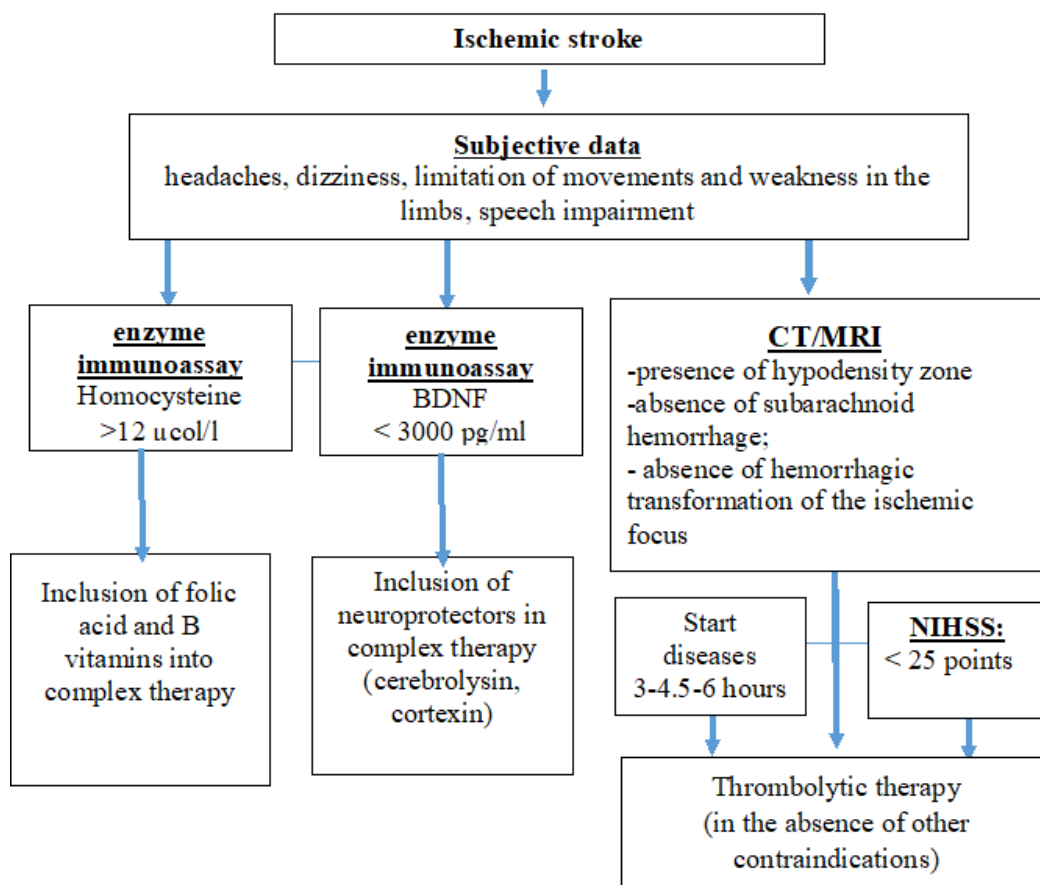 Ischemic stroke
Subjective data
headaches, dizziness, limitation of movements and weakness in the
limbs, speech impairment
enzyme
immunoassay
Homocysteine
>12 µcol/l
enzyme
immunoassay
BDNF
< 3000 pg/ml
CT/MRI
-presence of hypodensity zone
-absence of subarachnoid
hemorrhage;
- absence of hemorrhagic
transformation of the ischemic
focus
Inclusion of folic
acid and B
vitamins into
complex therapy
Inclusion of
neuroprotectors in
complex therapy
(cerebrolysin,
cortexin)
Start
diseases
3-4.5-6 hours
NIHSS:
< 25 points
Thrombolytic therapy
(in the absence of other
contraindications)